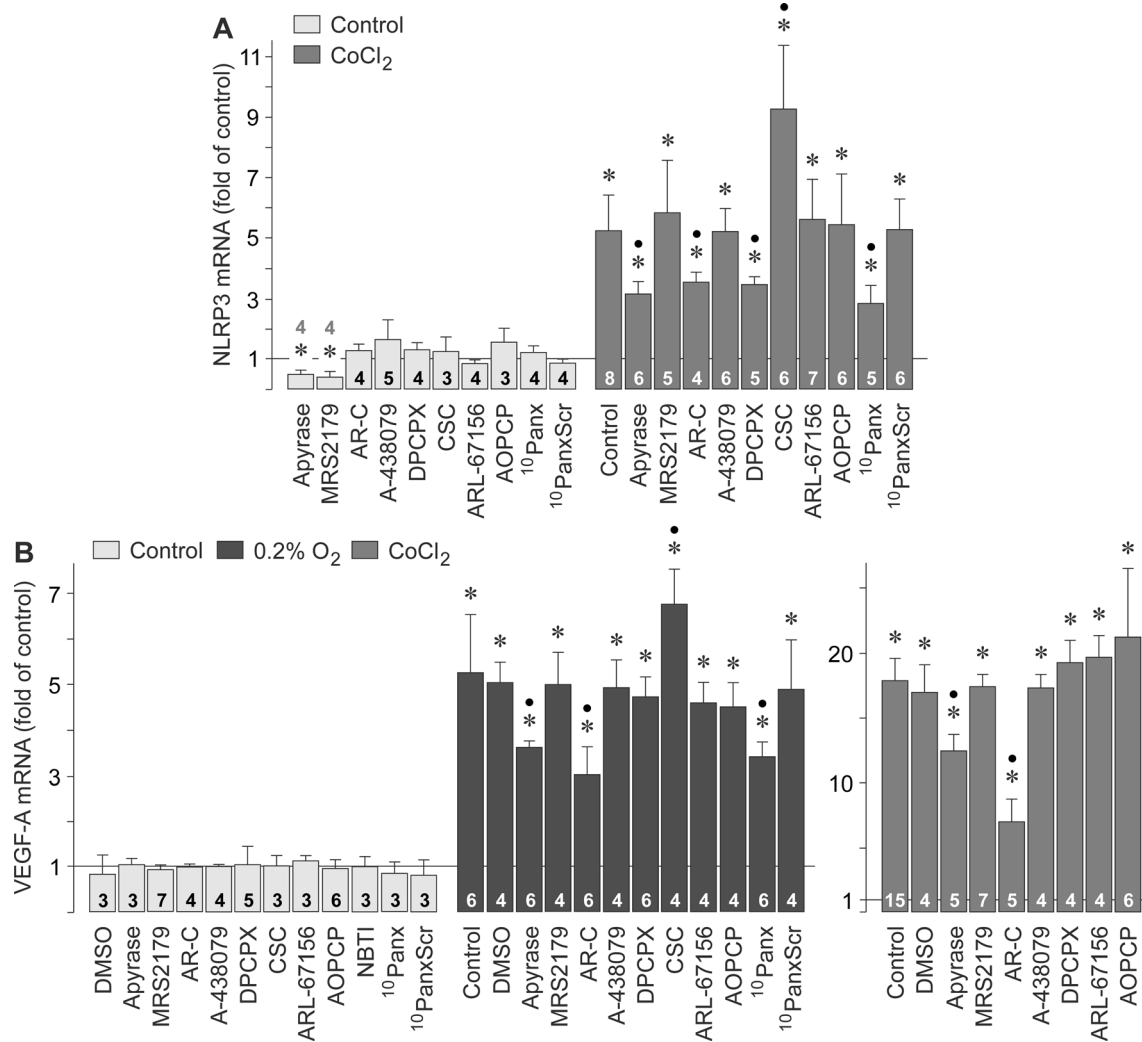 A
Control
CoCl2
NLRP3 mRNA (fold of control)
11
9
7
5
3
1
4 4
* *
4 5 4 3 4 3 4 4
* * * * * * * * * * *
• • • • •
8 6 5 4 6 5 6 7 6 5 6
Apyrase
MRS2179
AR-C
A-438079
DPCPX
CSC
ARL-67156
AOPCP
10Panx
10PanxScr
Control
Apyrase
MRS2179
AR-C
A-438079
DPCPX
CSC
ARL-67156
AOPCP
10Panx
10PanxScr
B
Control
0.2% O2
CoCl2
VEGF-A mRNA (fold of control)
7
5
3
1
3 3 7 4 4 5 3 3 6 3 3 3
DMSO
Apyrase
MRS2179
AR-C
A-438079
DPCPX
CSC
ARL-67156
AOPCP
NBTI
10Panx
10PanxScr
* * * * * * * * * * *
• • • •
6 4 6 4 4 4 6 4 4 4 6 4
Control
DMSO
Apyrase
MRS2179
AR-C
A-438079
DPCPX
CSC
ARL-67156
AOPCP
10Panx
10PanxScr
20
10
1
* * * * * * * * *
• •
15 4 5 7 5 4 4 4 6
Control
DMSO
Apyrase
MRS2179
AR-C
A-438079
DPCPX
ARL-67156
AOPCP